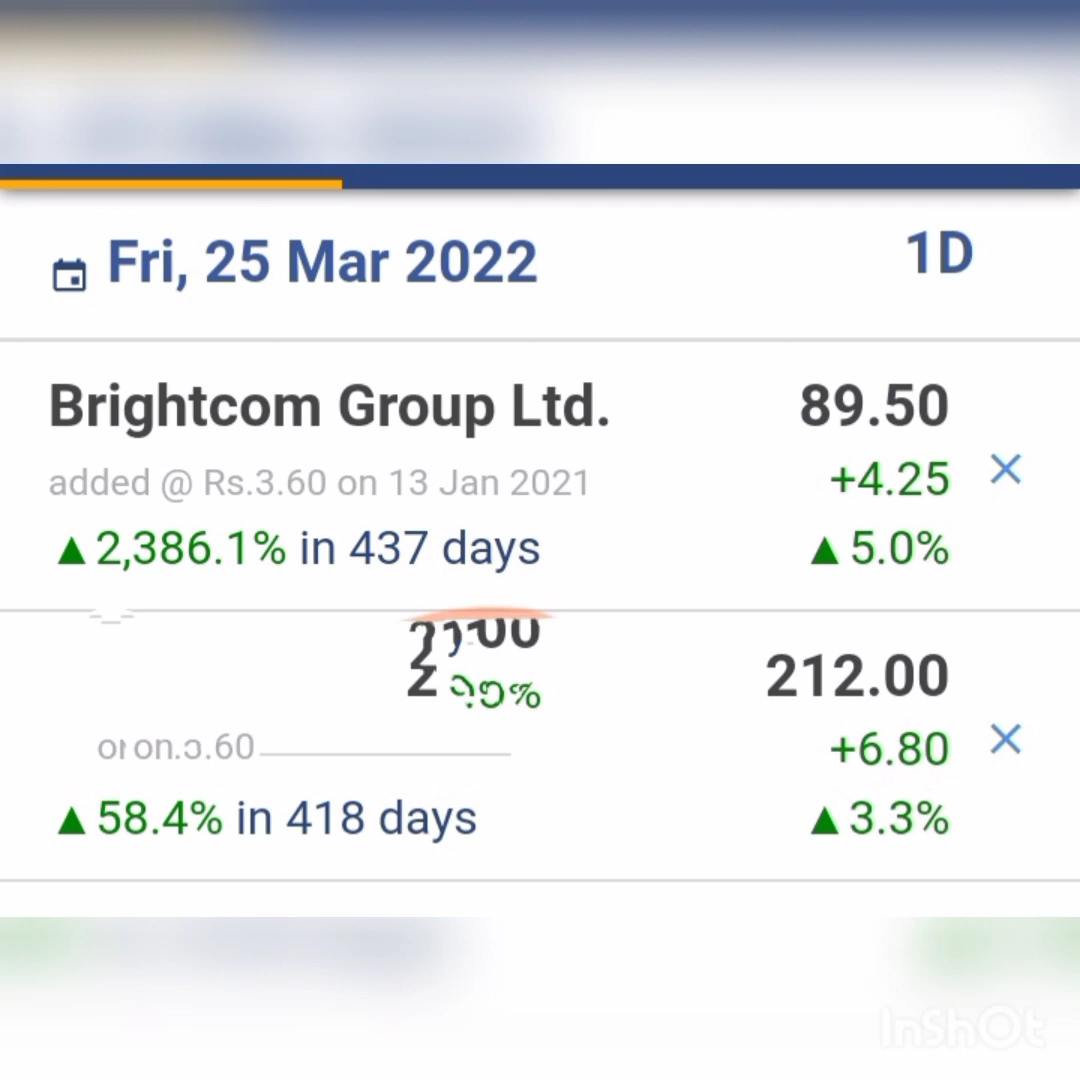 Fri, 25 Mar 2022 1D
Brightcom Group Ltd. 89.50
added @ Rs.3.60 on 13 Jan 2021 +4.25
▲2,386.1% in 437 days ▲5.0%
212.00
+6.80
▲58.4% in 418 days ▲3.3%
InShOt